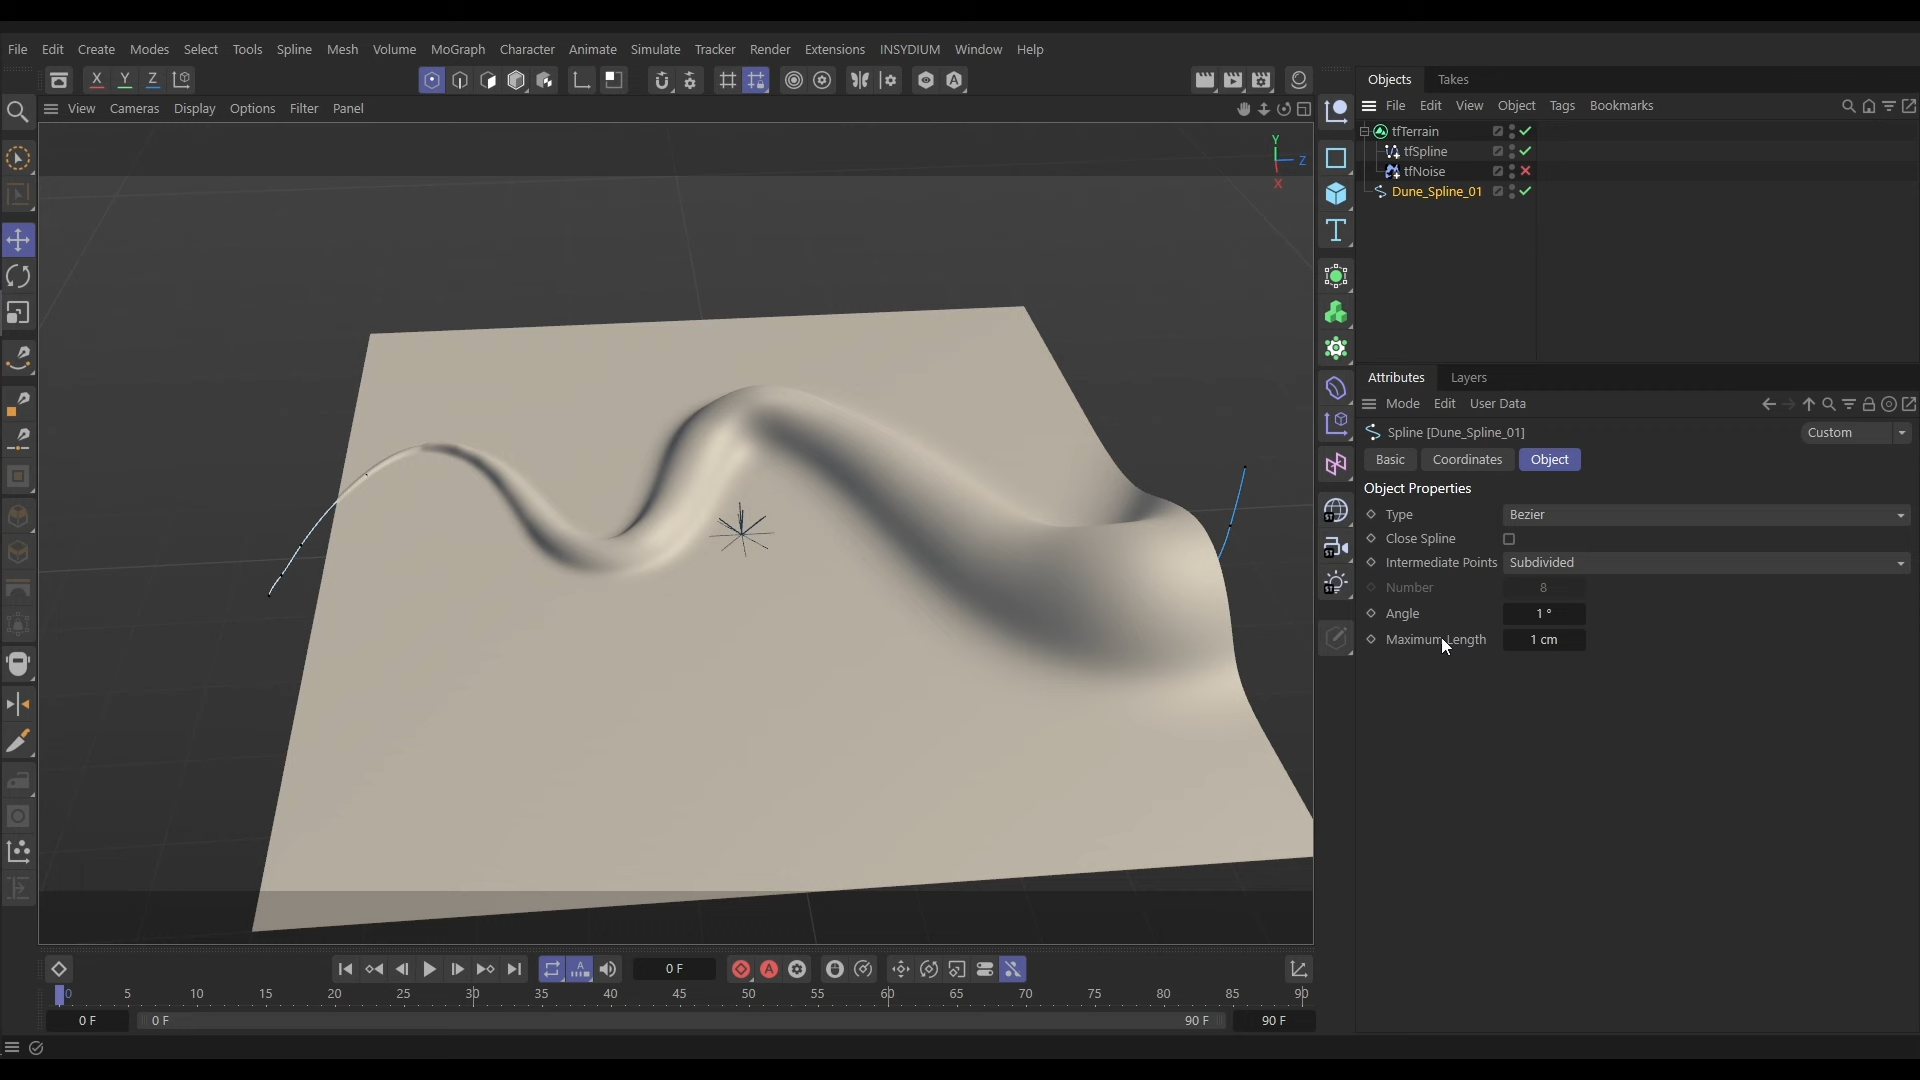 File Edit Create Modes Select Tools Spline Mesh Volume MoGraph Character Animate Simulate Tracker Render Extensions INSYDIUM Window Help
X Y Z
Objects Takes
View Cameras Display Options Filter Panel
File Edit View Object Tags Bookmarks
Y
Z
X
tfTerrain
tfSpline
tfNoise
Dune_Spline_01
Attributes Layers
Mode Edit User Data
Spline [Dune_Spline_01] Custom
Basic Coordinates Object
Object Properties
Type Bezier
Close Spline
Intermediate Points Subdivided
Number 8
Angle 1 °
Maximum Length 1 cm
ST
ST
ST
A
0 F
A
0 5 10 15 20 25 30 35 40 45 50 55 60 65 70 75 80 85 90
0 F 0 F 90 F 90 F